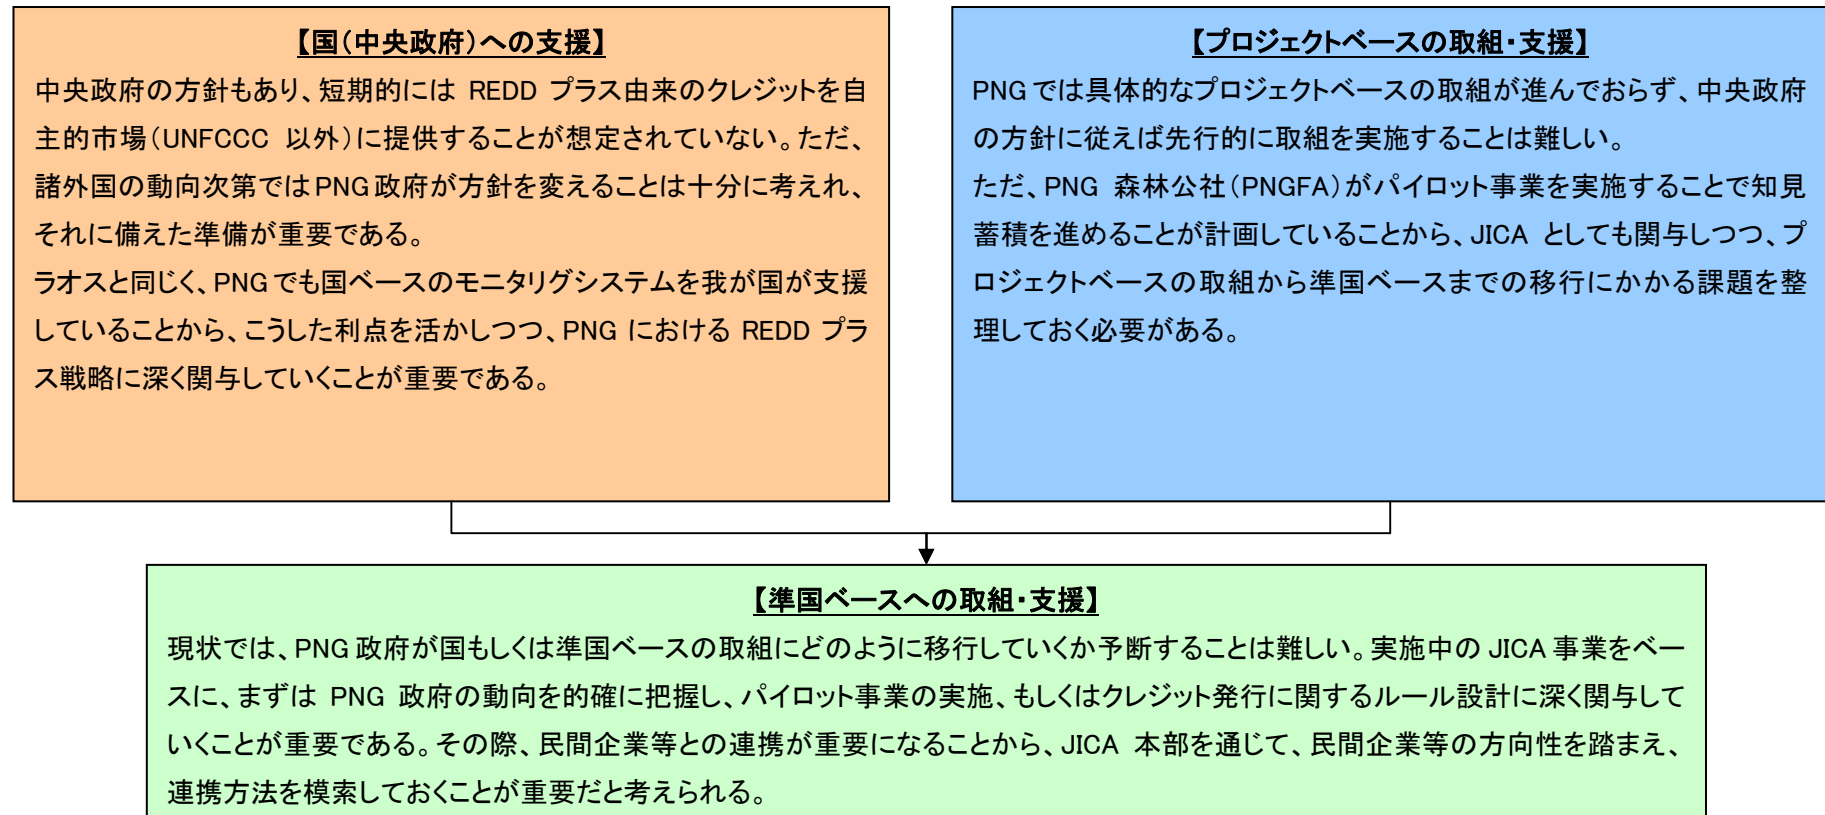 【国(中央政府)への支援】
中央政府の方針もあり、短期的には REDD プラス由来のクレジットを自
主的市場(UNFCCC 以外)に提供することが想定されていない。ただ、
諸外国の動向次第では PNG 政府が方針を変えることは十分に考えれ、
それに備えた準備が重要である。
ラオスと同じく、PNG でも国ベースのモニタリグシステムを我が国が支援
していることから、こうした利点を活かしつつ、PNG における REDD プラ
ス戦略に深く関与していくことが重要である。
【プロジェクトベースの取組・支援】
PNG では具体的なプロジェクトベースの取組が進んでおらず、中央政府
の方針に従えば先行的に取組を実施することは難しい。
ただ、PNG 森林公社(PNGFA)がパイロット事業を実施することで知見
蓄積を進めることが計画していることから、JICA としても関与しつつ、プ
ロジェクトベースの取組から準国ベースまでの移行にかかる課題を整
理しておく必要がある。
【準国ベースへの取組・支援】
現状では、PNG 政府が国もしくは準国ベースの取組にどのように移行していくか予断することは難しい。実施中の JICA 事業をベー
スに、まずは PNG 政府の動向を的確に把握し、パイロット事業の実施、もしくはクレジット発行に関するルール設計に深く関与して
いくことが重要である。その際、民間企業等との連携が重要になることから、JICA 本部を通じて、民間企業等の方向性を踏まえ、
連携方法を模索しておくことが重要だと考えられる。